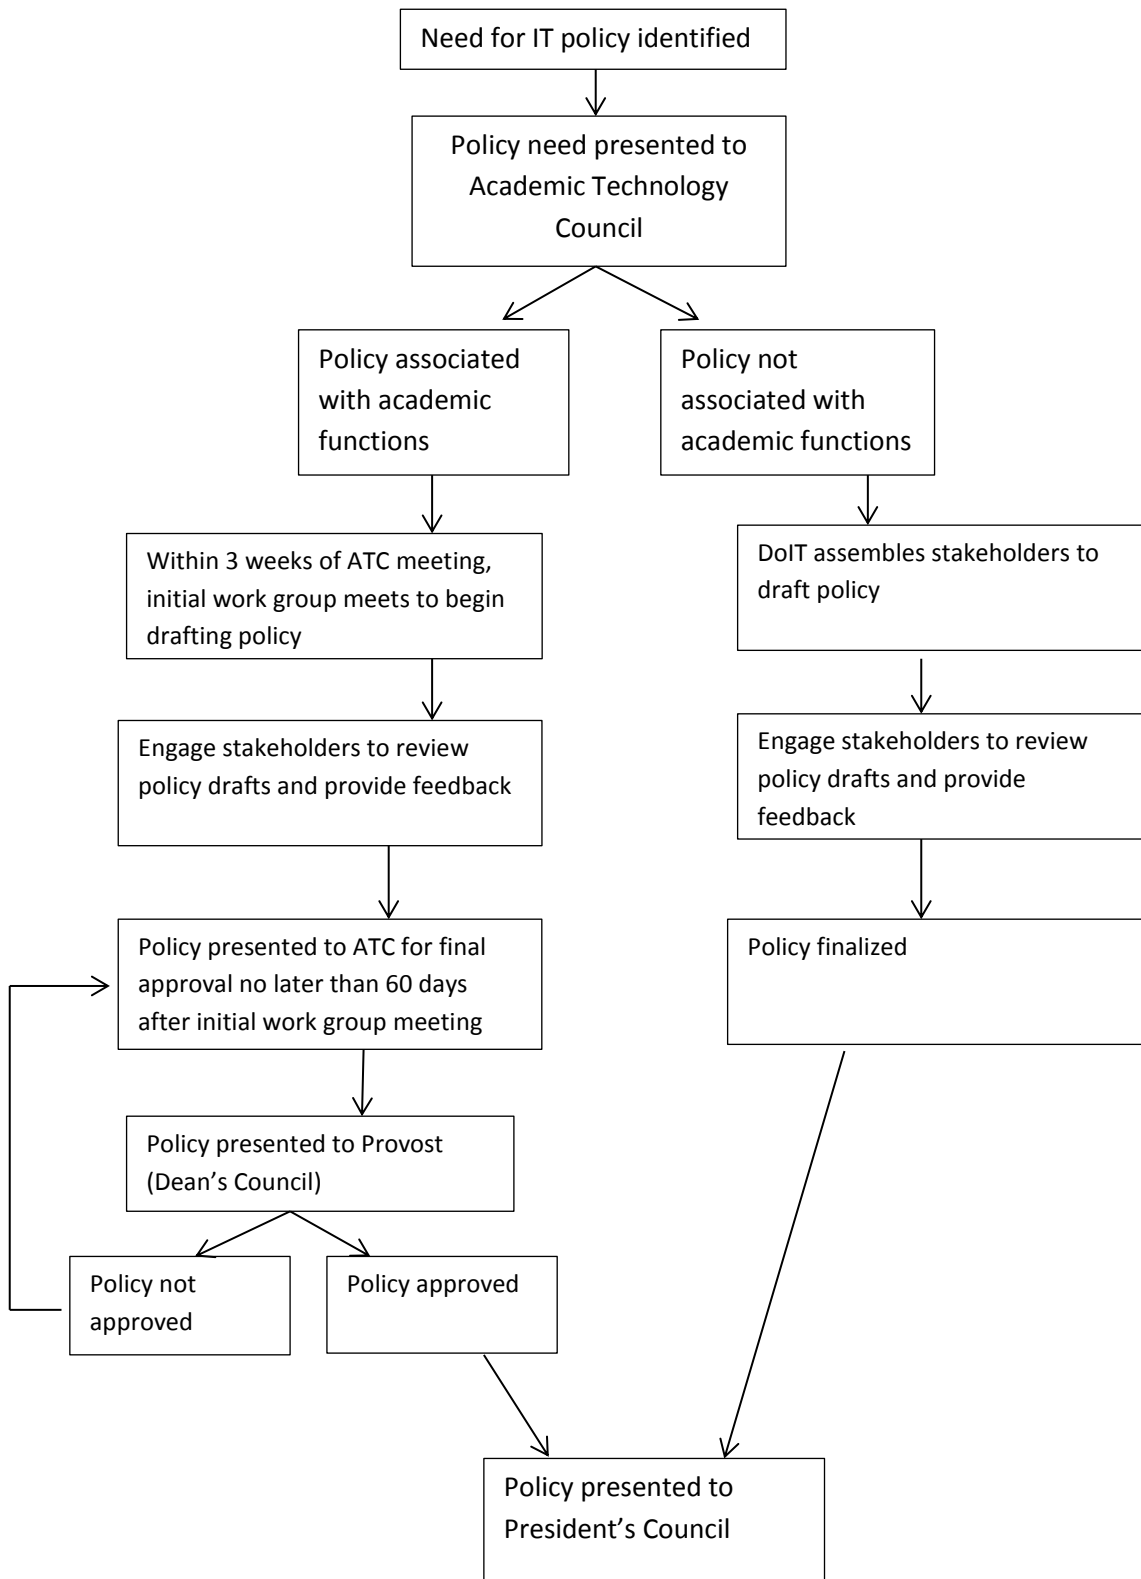 Need for IT policy identified
Policy need presented to
Academic Technology
Council
Policy associated
with academic
functions
Policy not
associated with
academic functions
Within 3 weeks of ATC meeting,
initial work group meets to begin
drafting policy
DoIT assembles stakeholders to
draft policy
Engage stakeholders to review
policy drafts and provide feedback
Engage stakeholders to review
policy drafts and provide
feedback
Policy presented to ATC for final
approval no later than 60 days
after initial work group meeting
Policy finalized
Policy presented to Provost
(Dean’s Council)
Policy not
approved
Policy approved
Policy presented to
President’s Council